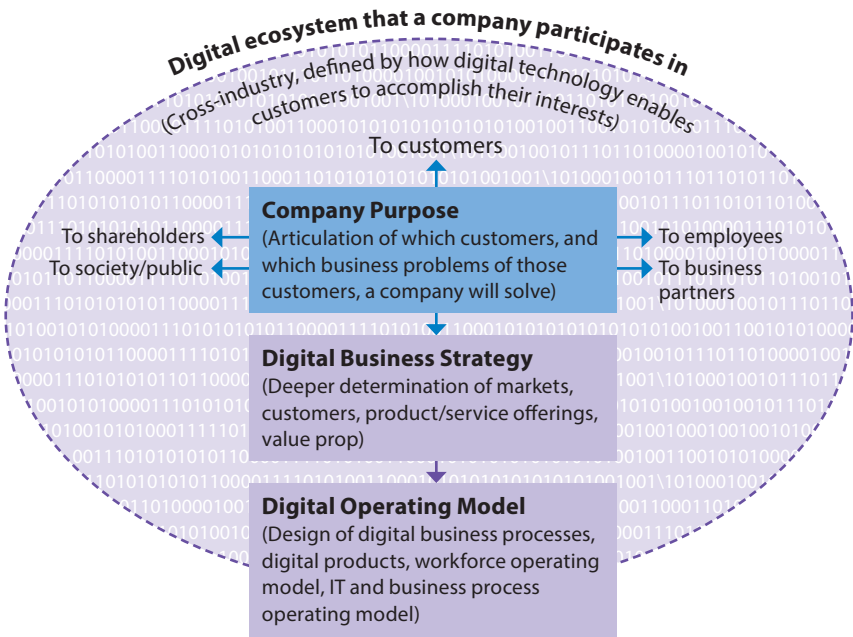 Digital ecosystem that a company participates in
(Cross-industry, defined by how digital technology enables
customers to accomplish their interests)
To customers
Company Purpose
(Articulation of which customers, and
which business problems of those
customers, a company will solve)
To shareholders
To society/public
To employees
To business
partners
Digital Business Strategy
(Deeper determination of markets,
customers, product/service offerings,
value prop)
Digital Operating Model
(Design of digital business processes,
digital products, workforce operating
model, IT and business process
operating model)